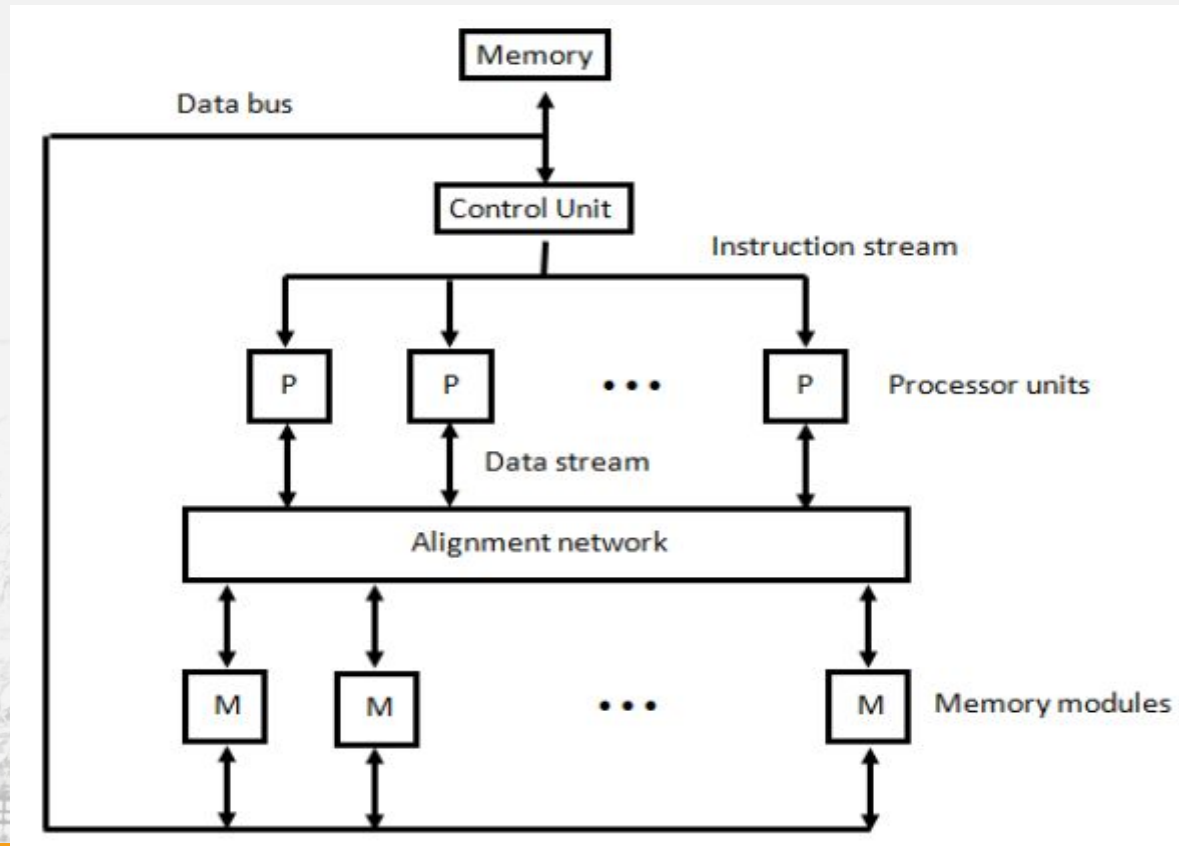 Memory
Data bus
Control Unit
Instruction stream
P P ••• P Processor units
Data stream
Alignment network
M M ••• M Memory modules